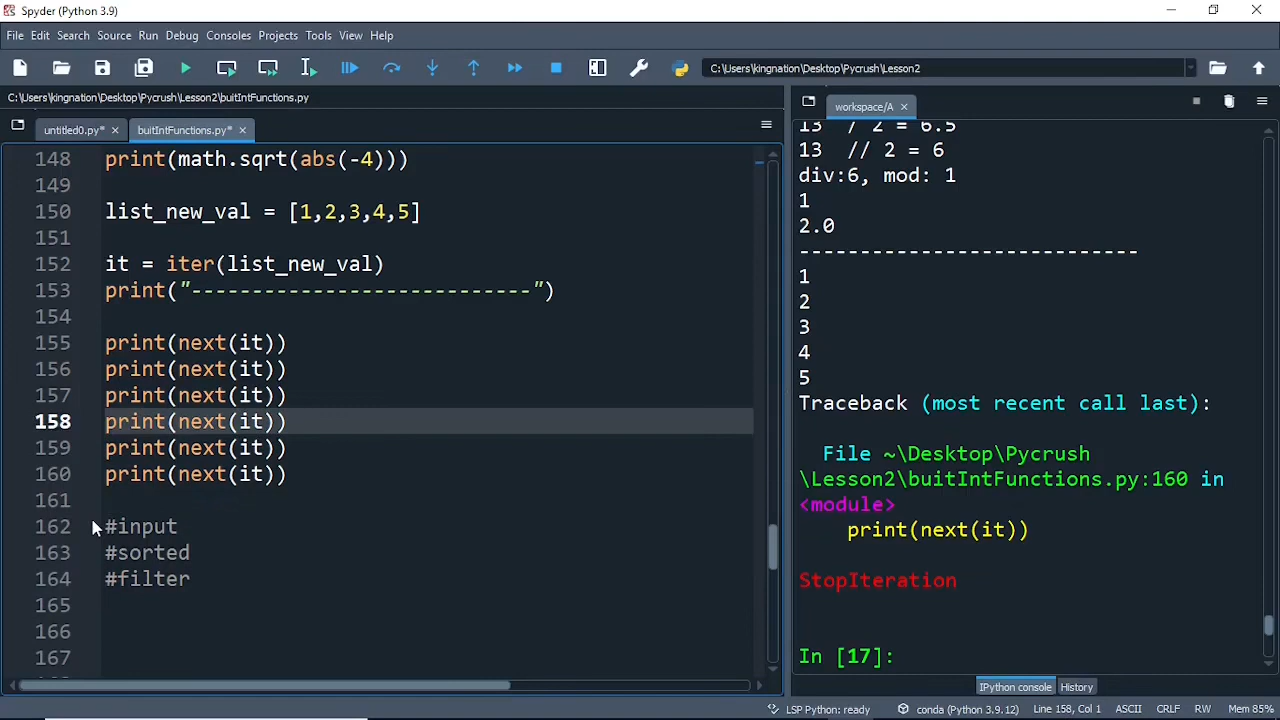 Spyder (Python 3.9)
File Edit Search Source Run Debug Consoles Projects Tools View Help
C:\Users\kingnation\Desktop\Pycrush\Lesson2
C:\Users\kingnation\Desktop\Pycrush\Lesson2\buitIntFunctions.py
untitled0.py* buitIntFunctions.py*
148 print(math.sqrt(abs(-4)))
149
150 list_new_val = [1,2,3,4,5]
151
152 it = iter(list_new_val)
153 print("----------------------------")
154
155 print(next(it))
156 print(next(it))
157 print(next(it))
158 print(next(it))
159 print(next(it))
160 print(next(it))
161
162 #input
163 #sorted
164 #filter
165
166
167
workspace/A
13 / 2 = 6.5
13 // 2 = 6
div:6, mod: 1
1
2.0
----------------------------
1
2
3
4
5
Traceback (most recent call last):
File ~\Desktop\Pycrush
\Lesson2\buitIntFunctions.py:160 in
<module>
print(next(it))
StopIteration
In [17]:
IPython console History
LSP Python: ready conda (Python 3.9.12) Line 158, Col 1 ASCII CRLF RW Mem 85%